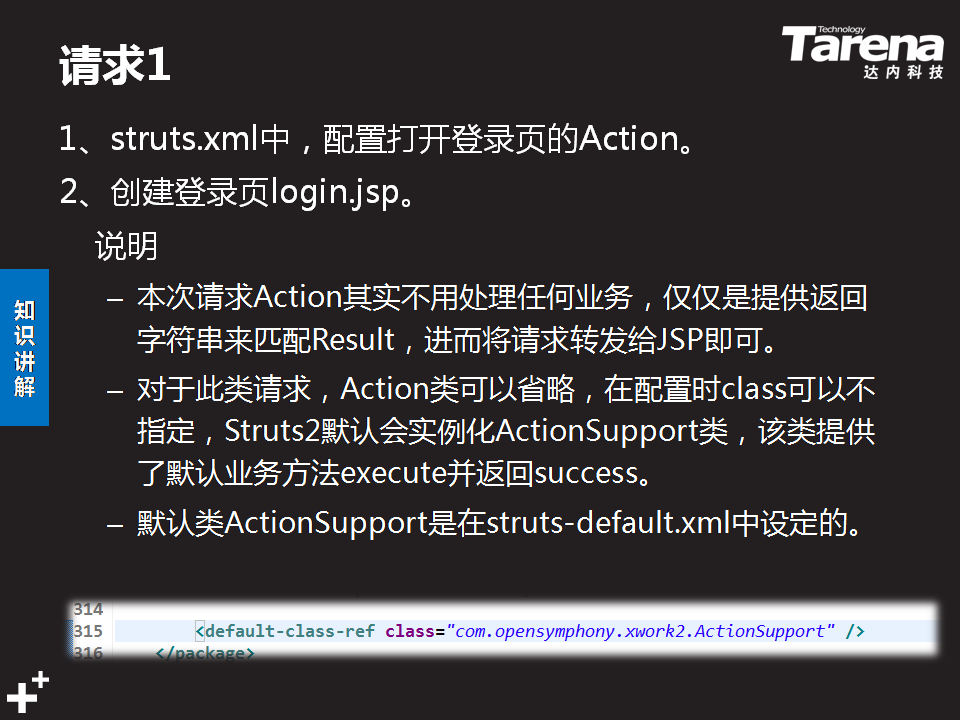 请求1
Technology
Tarena
达内科技
1、struts.xml中，配置打开登录页的Action。
2、创建登录页login.jsp。
说明
– 本次请求Action其实不用处理任何业务，仅仅是提供返回
字符串来匹配Result，进而将请求转发给JSP即可。
– 对于此类请求，Action类可以省略，在配置时class可以不
指定，Struts2默认会实例化ActionSupport类，该类提供
了默认业务方法execute并返回success。
– 默认类ActionSupport是在struts-default.xml中设定的。
知识讲解
314
315 <default-class-ref class="com.opensymphony.xwork2.ActionSupport" />
316 </package>